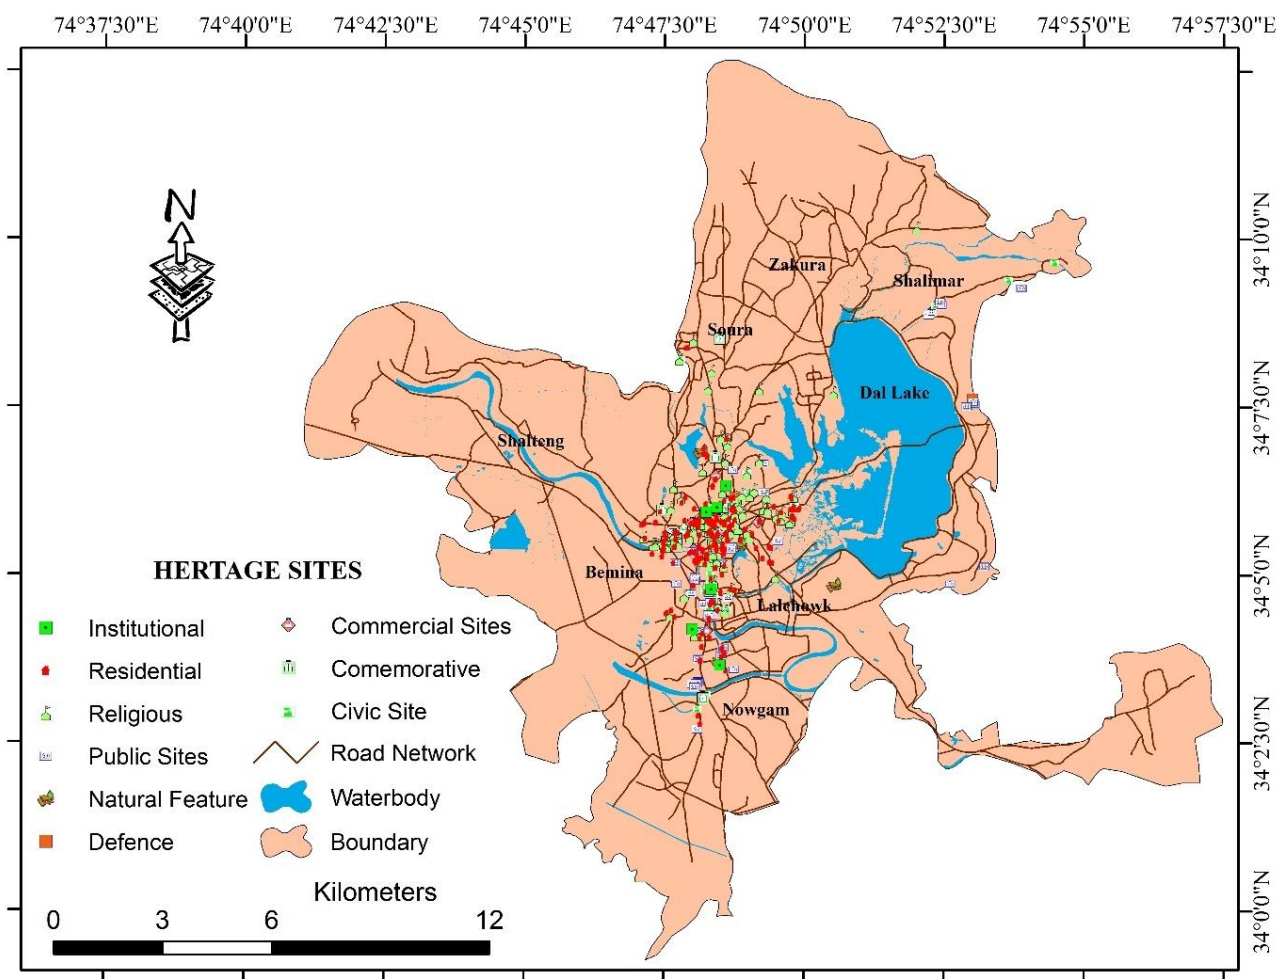 74°37'30"E 74°40'0"E 74°42'30"E 74°45'0"E 74°47'30"E 74°50'0"E 74°52'30"E 74°55'0"E 74°57'30"E
N
34°10'0"N
34°7'30"N
34°5'0"N
34°2'30"N
34°0'0"N
Zakura
Shalimar
Soura
Dal Lake
Shalteng
Bemina
Lalchowk
Nowgam
HERTAGE SITES
Institutional
Residential
Religious
Public Sites
Natural Feature
Defence
Commercial Sites
Comemorative
Civic Site
Road Network
Waterbody
Boundary
Kilometers
0 3 6 12